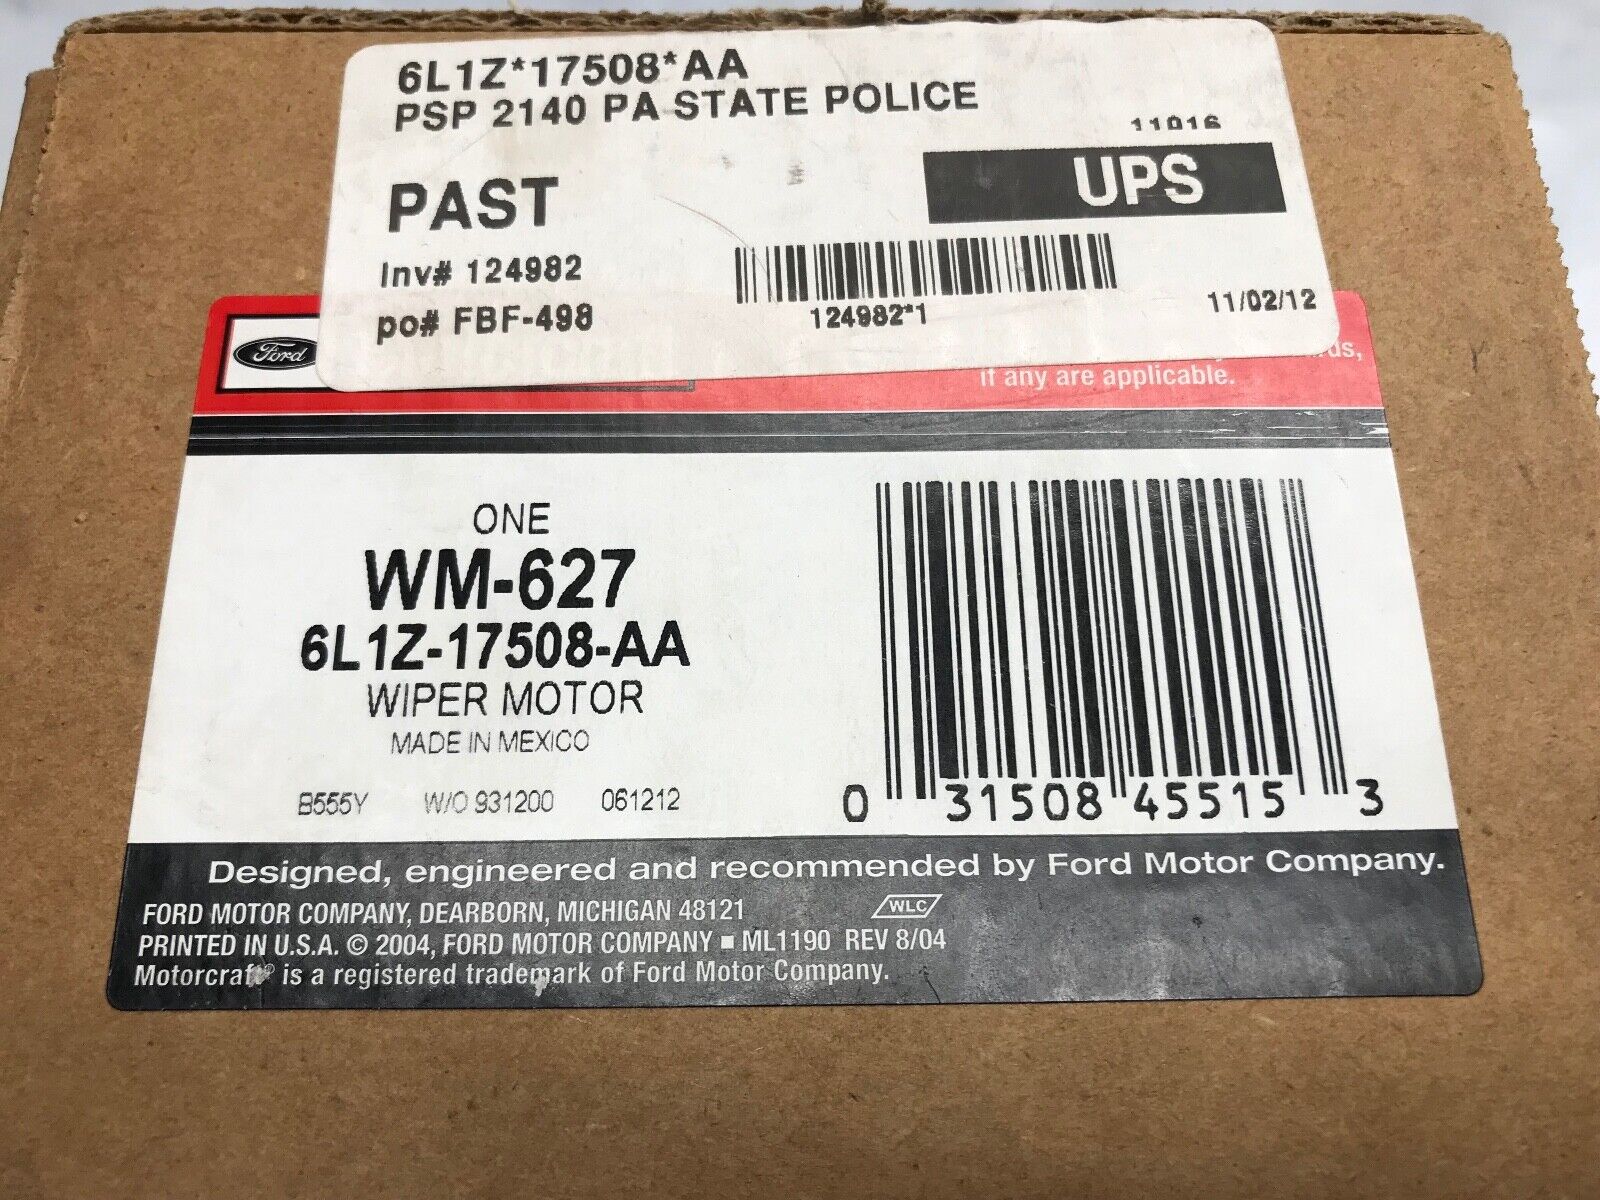 6L1Z*17508*AA
PSP 2140 PA STATE POLICE
11016
PAST
UPS
Inv# 124982
po# FBF-498
124982*1
11/02/12
Ford
if any are applicable.
ONE
WM-627
6L1Z-17508-AA
WIPER MOTOR
MADE IN MEXICO
B555Y W/O 931200 061212
0 31508 45515 3
Designed, engineered and recommended by Ford Motor Company.
FORD MOTOR COMPANY, DEARBORN, MICHIGAN 48121
WLC
PRINTED IN U.S.A. © 2004, FORD MOTOR COMPANY ■ ML1190 REV 8/04
Motorcraft® is a registered trademark of Ford Motor Company.